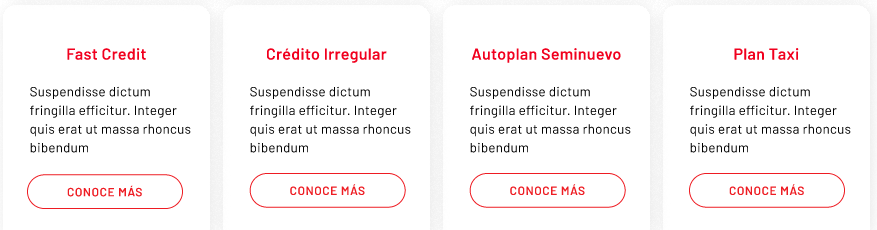 Fast Credit
Suspendisse dictum
fringilla efficitur. Integer
quis erat ut massa rhoncus
bibendum
CONOCE MÁS
Crédito Irregular
Suspendisse dictum
fringilla efficitur. Integer
quis erat ut massa rhoncus
bibendum
CONOCE MÁS
Autoplan Seminuevo
Suspendisse dictum
fringilla efficitur. Integer
quis erat ut massa rhoncus
bibendum
CONOCE MÁS
Plan Taxi
Suspendisse dictum
fringilla efficitur. Integer
quis erat ut massa rhoncus
bibendum
CONOCE MÁS